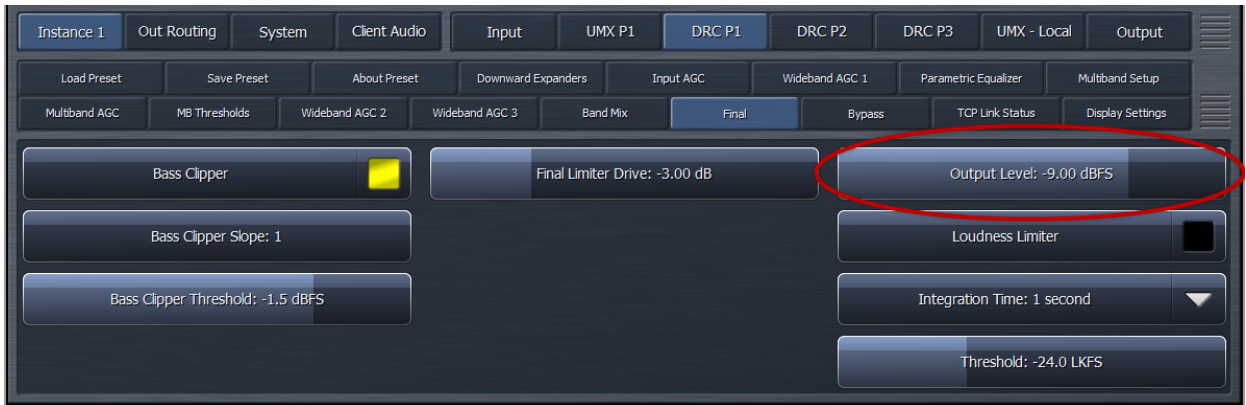 Instance 1 Out Routing System Client Audio Input UMX P1 DRC P1 DRC P2 DRC P3 UMX - Local Output
Load Preset Save Preset About Preset Downward Expanders Input AGC Wideband AGC 1 Parametric Equalizer Multiband Setup
Multiband AGC MB Thresholds Wideband AGC 2 Wideband AGC 3 Band Mix Final Bypass TCP Link Status Display Settings
Bass Clipper Final Limiter Drive: -3.00 dB Output Level: -9.00 dBFS
Bass Clipper Slope: 1 Loudness Limiter
Bass Clipper Threshold: -1.5 dBFS Integration Time: 1 second
Threshold: -24.0 LKFS